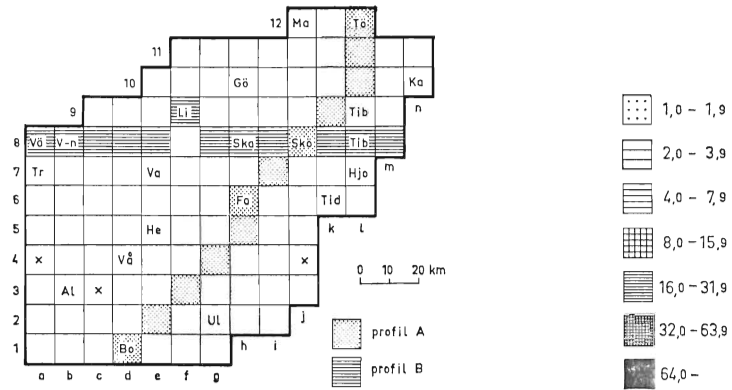 12 Ma Tö
11
10 Gö Ka
9 Li Tib n
8 Vä V-n Ska Skö Tib
7 Tr Va Hjo m
6 Fa Tid
5 He k l
4 x Vå x
3 Al x
2 Ul j
1 Bo h i
a b c d e f g
0 10 20 km
profil A
profil B
1,0 – 1,9
2,0 – 3,9
4,0 – 7,9
8,0 – 15,9
16,0 – 31,9
32,0 – 63,9
64,0 –